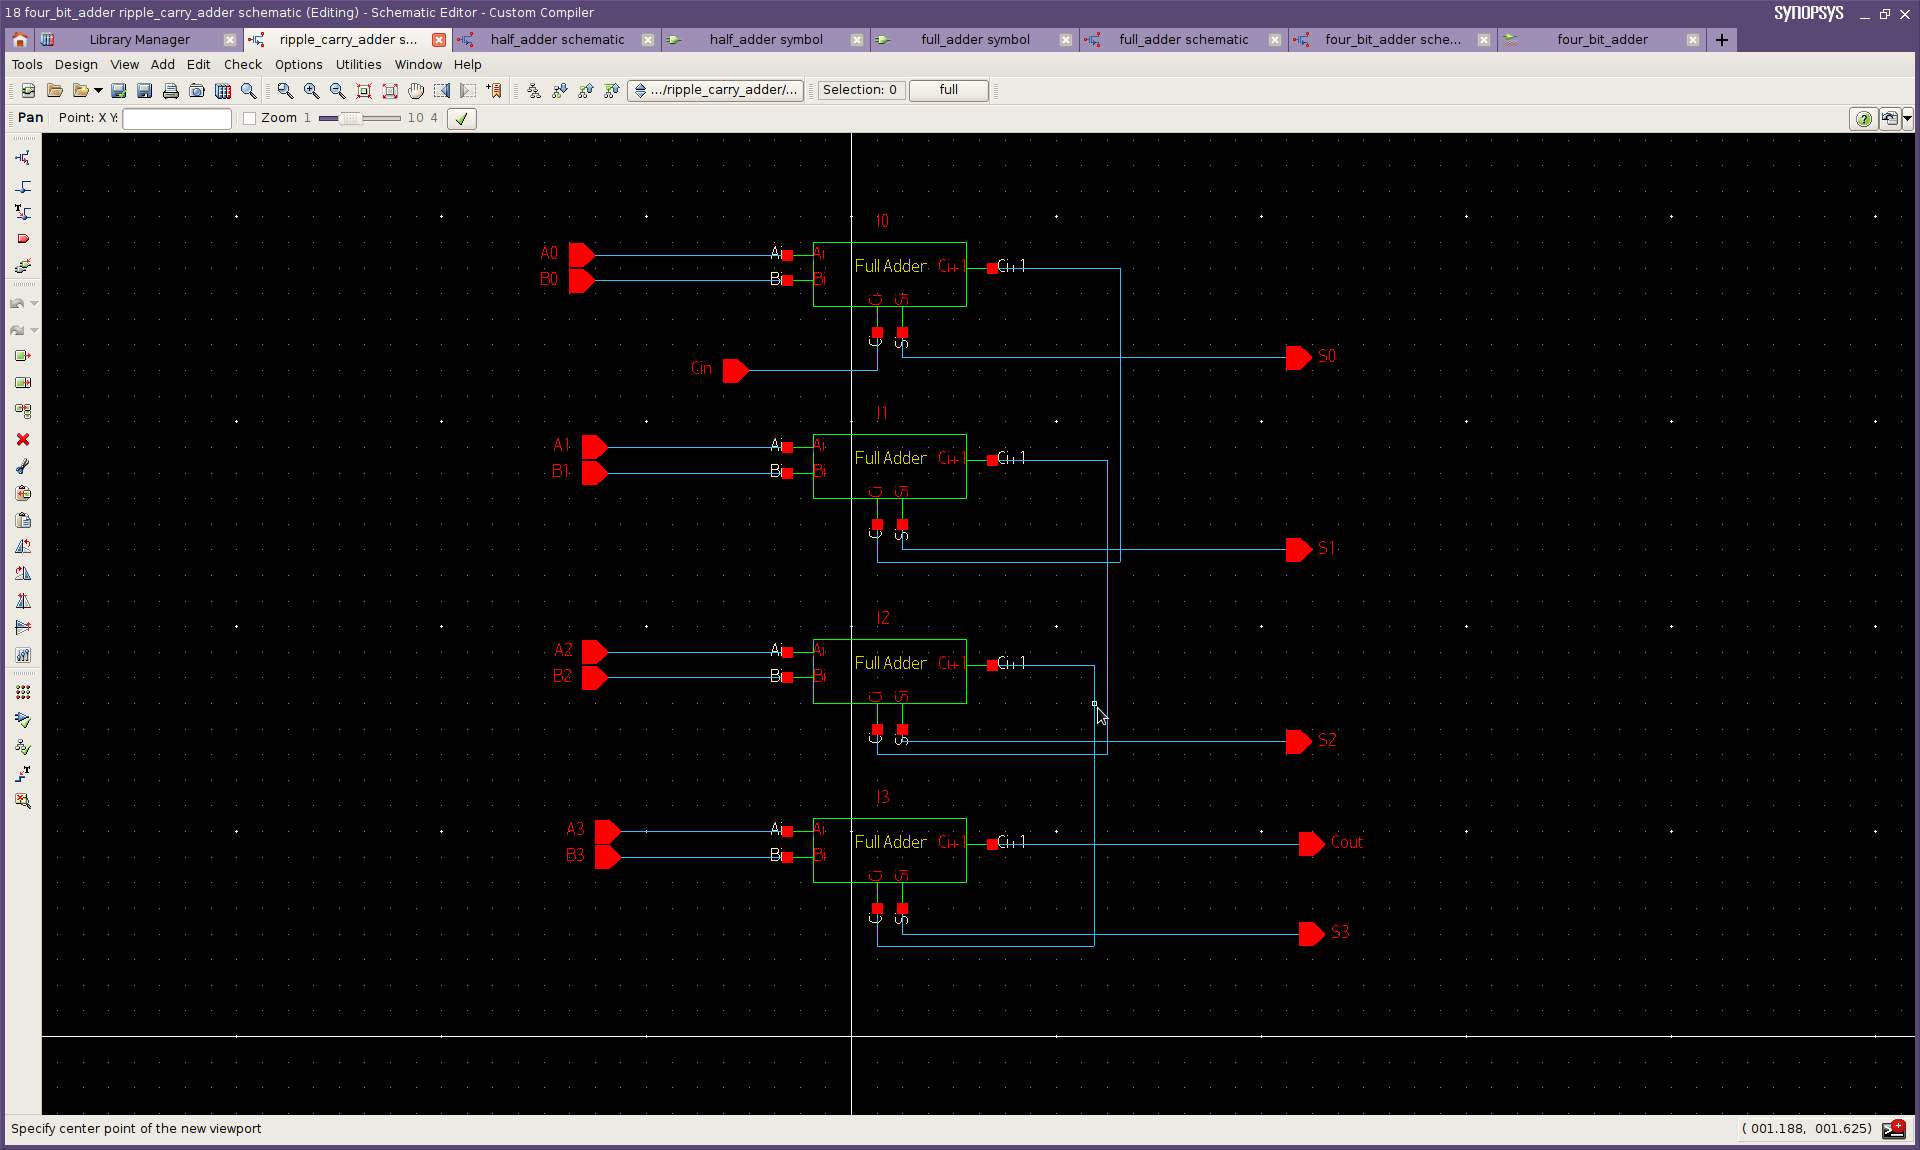 18 four_bit_adder ripple_carry_adder schematic (Editing) - Schematic Editor - Custom Compiler
SYNOPSYS
Library Manager
ripple_carry_adder s...
half_adder schematic
half_adder symbol
full_adder symbol
full_adder schematic
four_bit_adder sche...
four_bit_adder
Tools Design View Add Edit Check Options Utilities Window Help
.../ripple_carry_adder/...
Selection: 0
full
Pan Point: X Y: Zoom 1 10 4
I0
A0 Ai Ai
Full Adder Ci+1 Ci+1
B0 Bi Bi
Ci Si
Ci Si
S0
Cin
I1
A1 Ai Ai
Full Adder Ci+1 Ci+1
B1 Bi Bi
Ci Si
Ci Si
S1
I2
A2 Ai Ai
Full Adder Ci+1 Ci+1
B2 Bi Bi
Ci Si
Ci Si
S2
I3
A3 Ai Ai
Full Adder Ci+1 Ci+1 Cout
B3 Bi Bi
Ci Si
Ci Si
S3
Specify center point of the new viewport
( 001.188, 001.625)